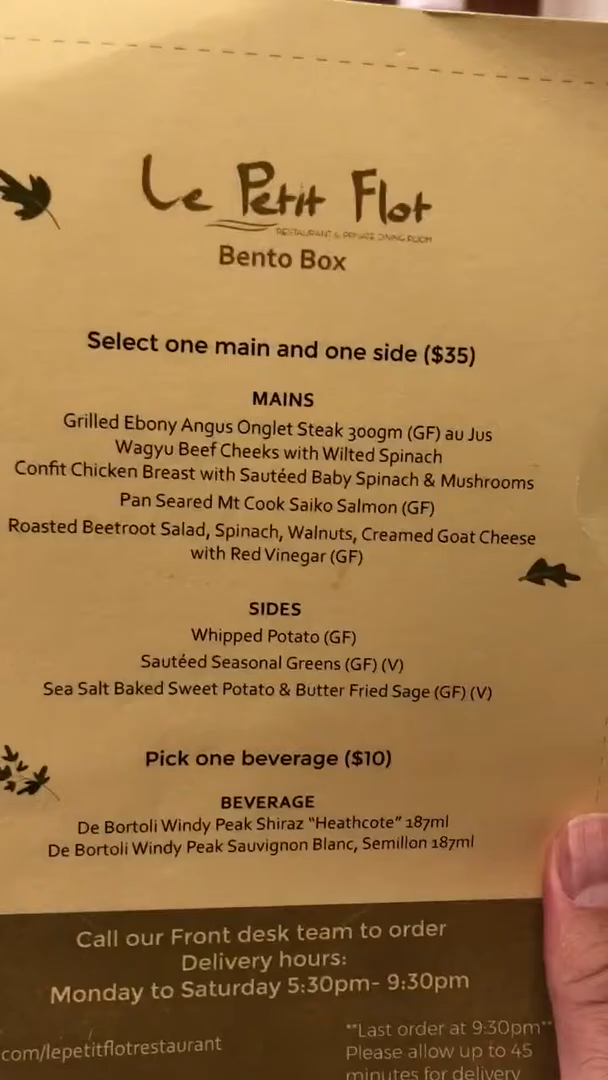 Le Petit Flot
RESTAURANT & PRIVATE DINING ROOM
Bento Box
Select one main and one side ($35)
MAINS
Grilled Ebony Angus Onglet Steak 300gm (GF) au Jus
Wagyu Beef Cheeks with Wilted Spinach
Confit Chicken Breast with Sautéed Baby Spinach & Mushrooms
Pan Seared Mt Cook Saiko Salmon (GF)
Roasted Beetroot Salad, Spinach, Walnuts, Creamed Goat Cheese
with Red Vinegar (GF)
SIDES
Whipped Potato (GF)
Sautéed Seasonal Greens (GF) (V)
Sea Salt Baked Sweet Potato & Butter Fried Sage (GF) (V)
Pick one beverage ($10)
BEVERAGE
De Bortoli Windy Peak Shiraz "Heathcote" 187ml
De Bortoli Windy Peak Sauvignon Blanc, Semillon 187ml
Call our Front desk team to order
Delivery hours:
Monday to Saturday 5:30pm- 9:30pm
com/lepetitflotrestaurant
**Last order at 9:30pm**
Please allow up to 45
minutes for delivery